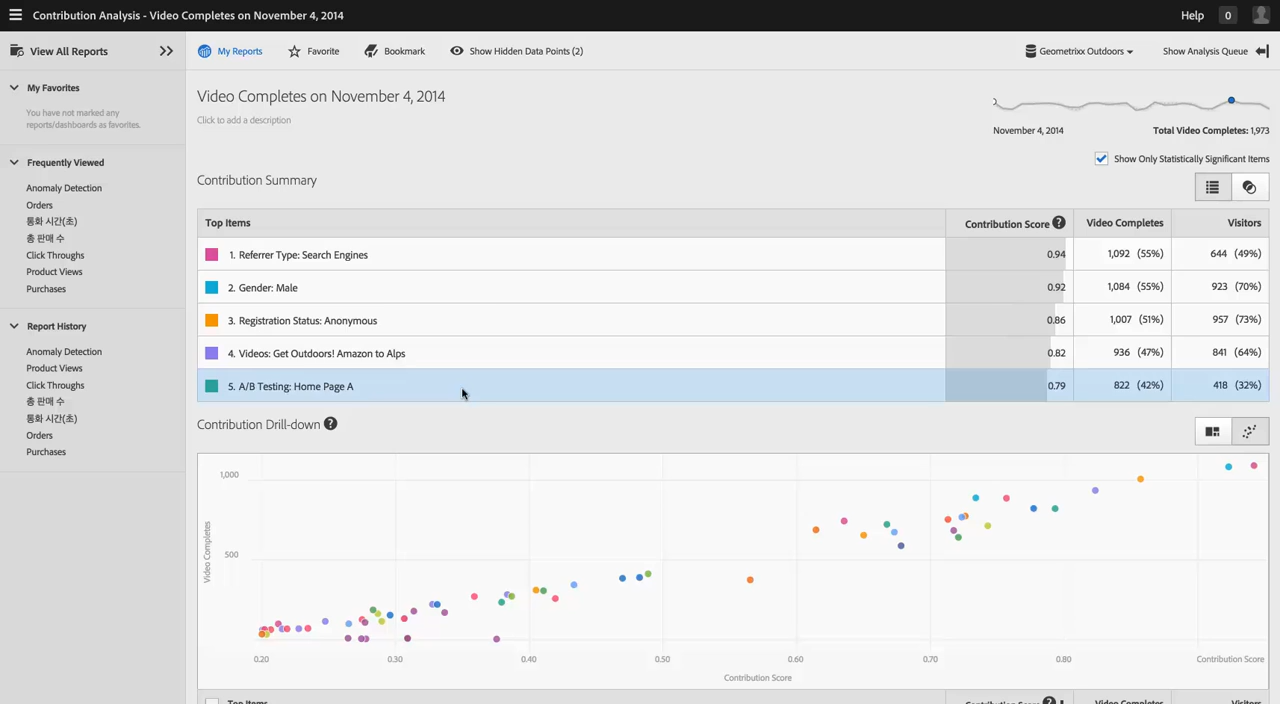 Contribution Analysis - Video Completes on November 4, 2014
Help 0
View All Reports
My Reports Favorite Bookmark Show Hidden Data Points (2) Geometrixx Outdoors Show Analysis Queue
My Favorites
You have not marked any
reports/dashboards as favorites.
Frequently Viewed
Anomaly Detection
Orders
통화 시간(초)
총 판매 수
Click Throughs
Product Views
Purchases
Report History
Anomaly Detection
Product Views
Click Throughs
총 판매 수
통화 시간(초)
Orders
Purchases
Video Completes on November 4, 2014
Click to add a description
November 4, 2014 Total Video Completes: 1,973
Show Only Statistically Significant Items
Contribution Summary
Top Items Contribution Score ? Video Completes Visitors
1. Referrer Type: Search Engines 0.94 1,092 (55%) 644 (49%)
2. Gender: Male 0.92 1,084 (55%) 923 (70%)
3. Registration Status: Anonymous 0.86 1,007 (51%) 957 (73%)
4. Videos: Get Outdoors! Amazon to Alps 0.82 936 (47%) 841 (64%)
5. A/B Testing: Home Page A 0.79 822 (42%) 418 (32%)
Contribution Drill-down ?
1,000
500
Video Completes
0.20 0.30 0.40 0.50 0.60 0.70 0.80 Contribution Score
Contribution Score
Top Items Contribution Score ? Video Completes Visitors